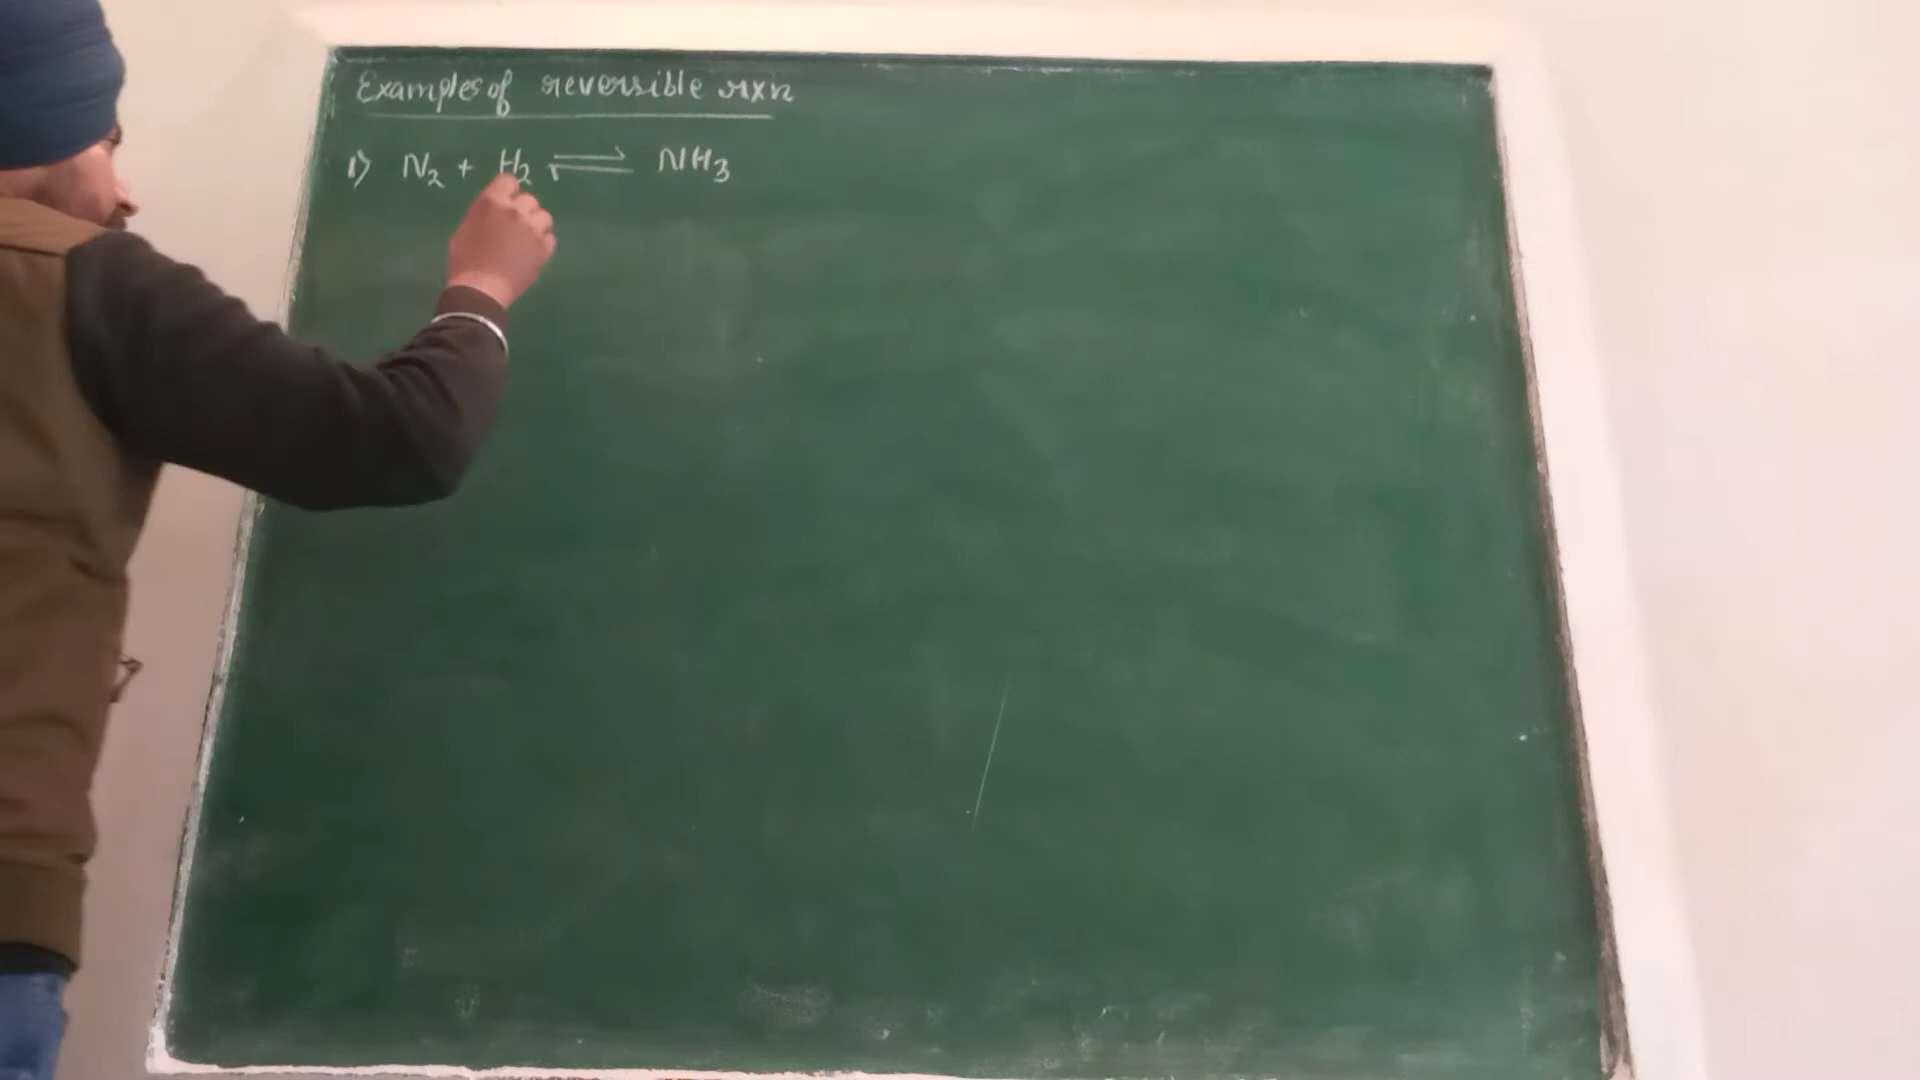 Examples of reversible rxn
1) N₂ + H₂ ⇌ NH₃